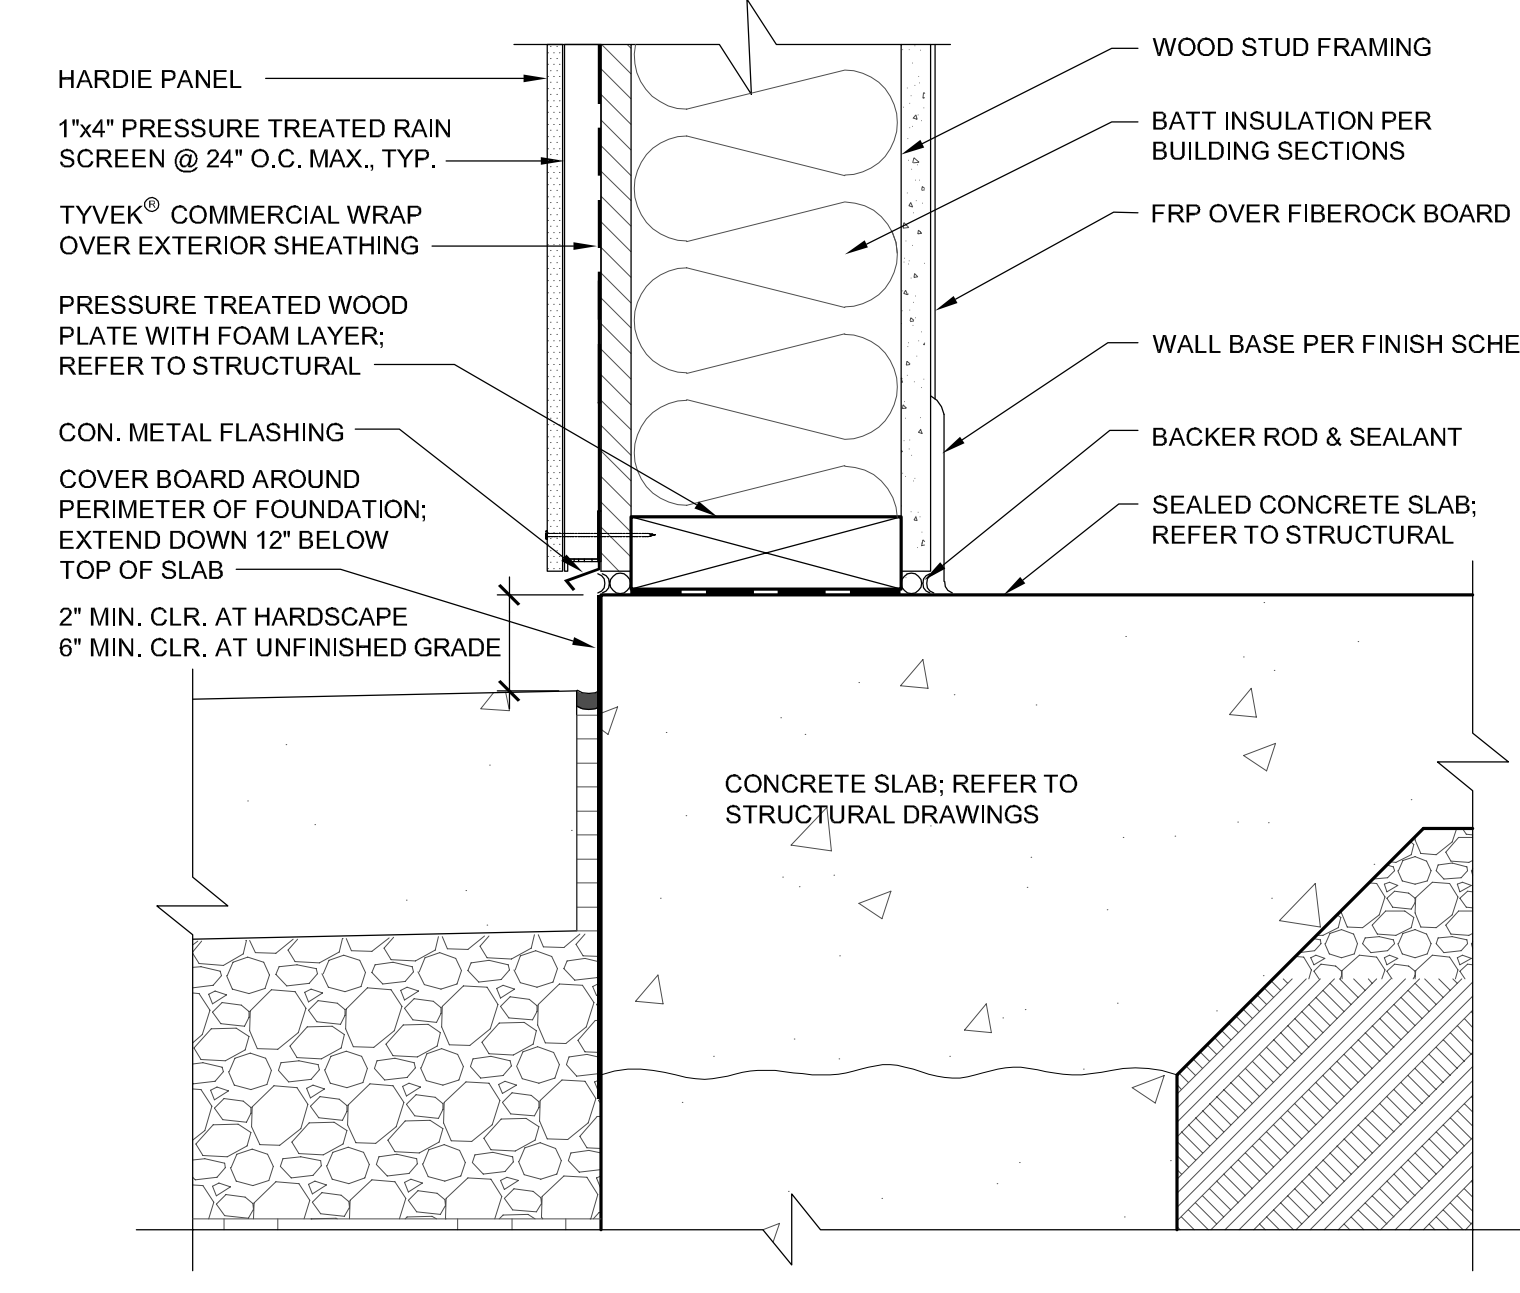 HARDIE PANEL
1"x4" PRESSURE TREATED RAIN
SCREEN @ 24" O.C. MAX., TYP.
TYVEK® COMMERCIAL WRAP
OVER EXTERIOR SHEATHING
PRESSURE TREATED WOOD
PLATE WITH FOAM LAYER;
REFER TO STRUCTURAL
CON. METAL FLASHING
COVER BOARD AROUND
PERIMETER OF FOUNDATION;
EXTEND DOWN 12" BELOW
TOP OF SLAB
2" MIN. CLR. AT HARDSCAPE
6" MIN. CLR. AT UNFINISHED GRADE
WOOD STUD FRAMING
BATT INSULATION PER
BUILDING SECTIONS
FRP OVER FIBEROCK BOARD
WALL BASE PER FINISH SCHE
BACKER ROD & SEALANT
SEALED CONCRETE SLAB;
REFER TO STRUCTURAL
CONCRETE SLAB; REFER TO
STRUCTURAL DRAWINGS